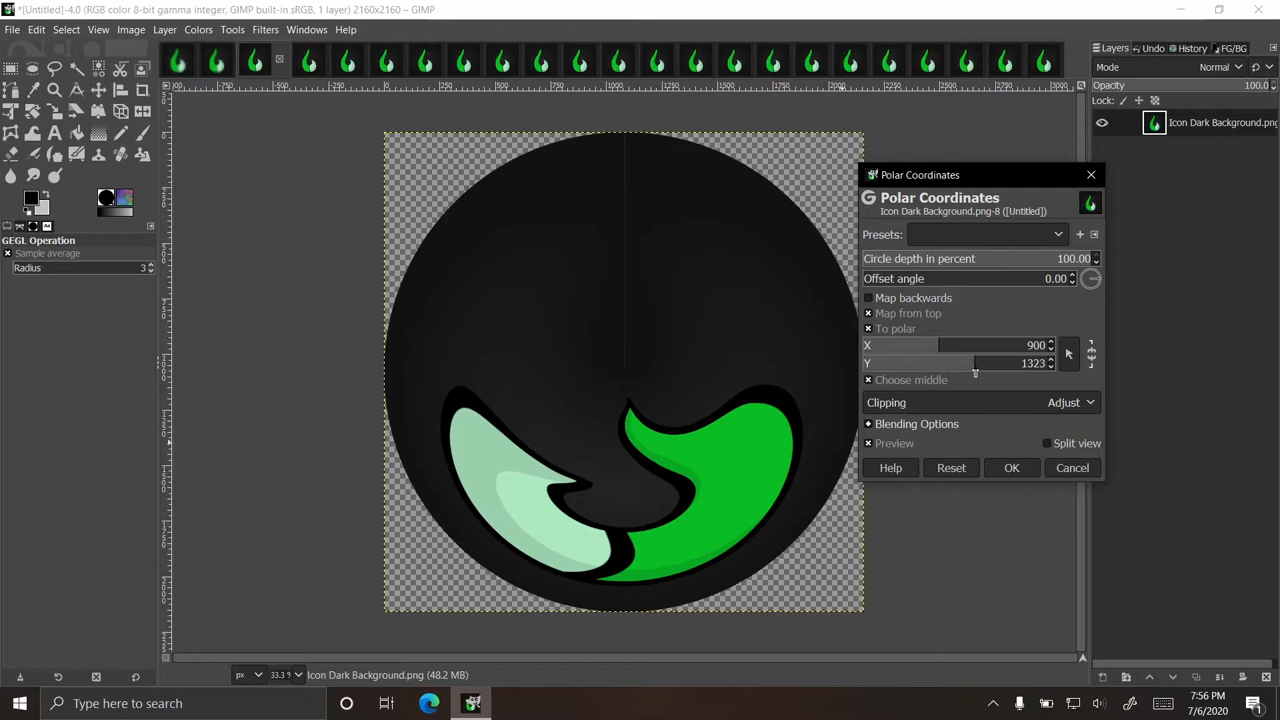 *[Untitled]-4.0 (RGB color 8-bit gamma integer, GIMP built-in sRGB, 1 layer) 2160x2160 – GIMP
File Edit Select View Image Layer Colors Tools Filters Windows Help
Layers Undo History FG/BG
Mode Normal
Opacity 100.0
Lock:
Icon Dark Background.png
GEGL Operation
Sample average
Radius 3
Polar Coordinates
Polar Coordinates
Icon Dark Background.png-8 ([Untitled])
Presets:
Circle depth in percent 100.00
Offset angle 0.00
Map backwards
Map from top
To polar
X 900
Y 1323
Choose middle
Clipping Adjust
Blending Options
Preview Split view
Help Reset OK Cancel
px 33.3 % Icon Dark Background.png (48.2 MB)
Type here to search
7:56 PM
7/6/2020